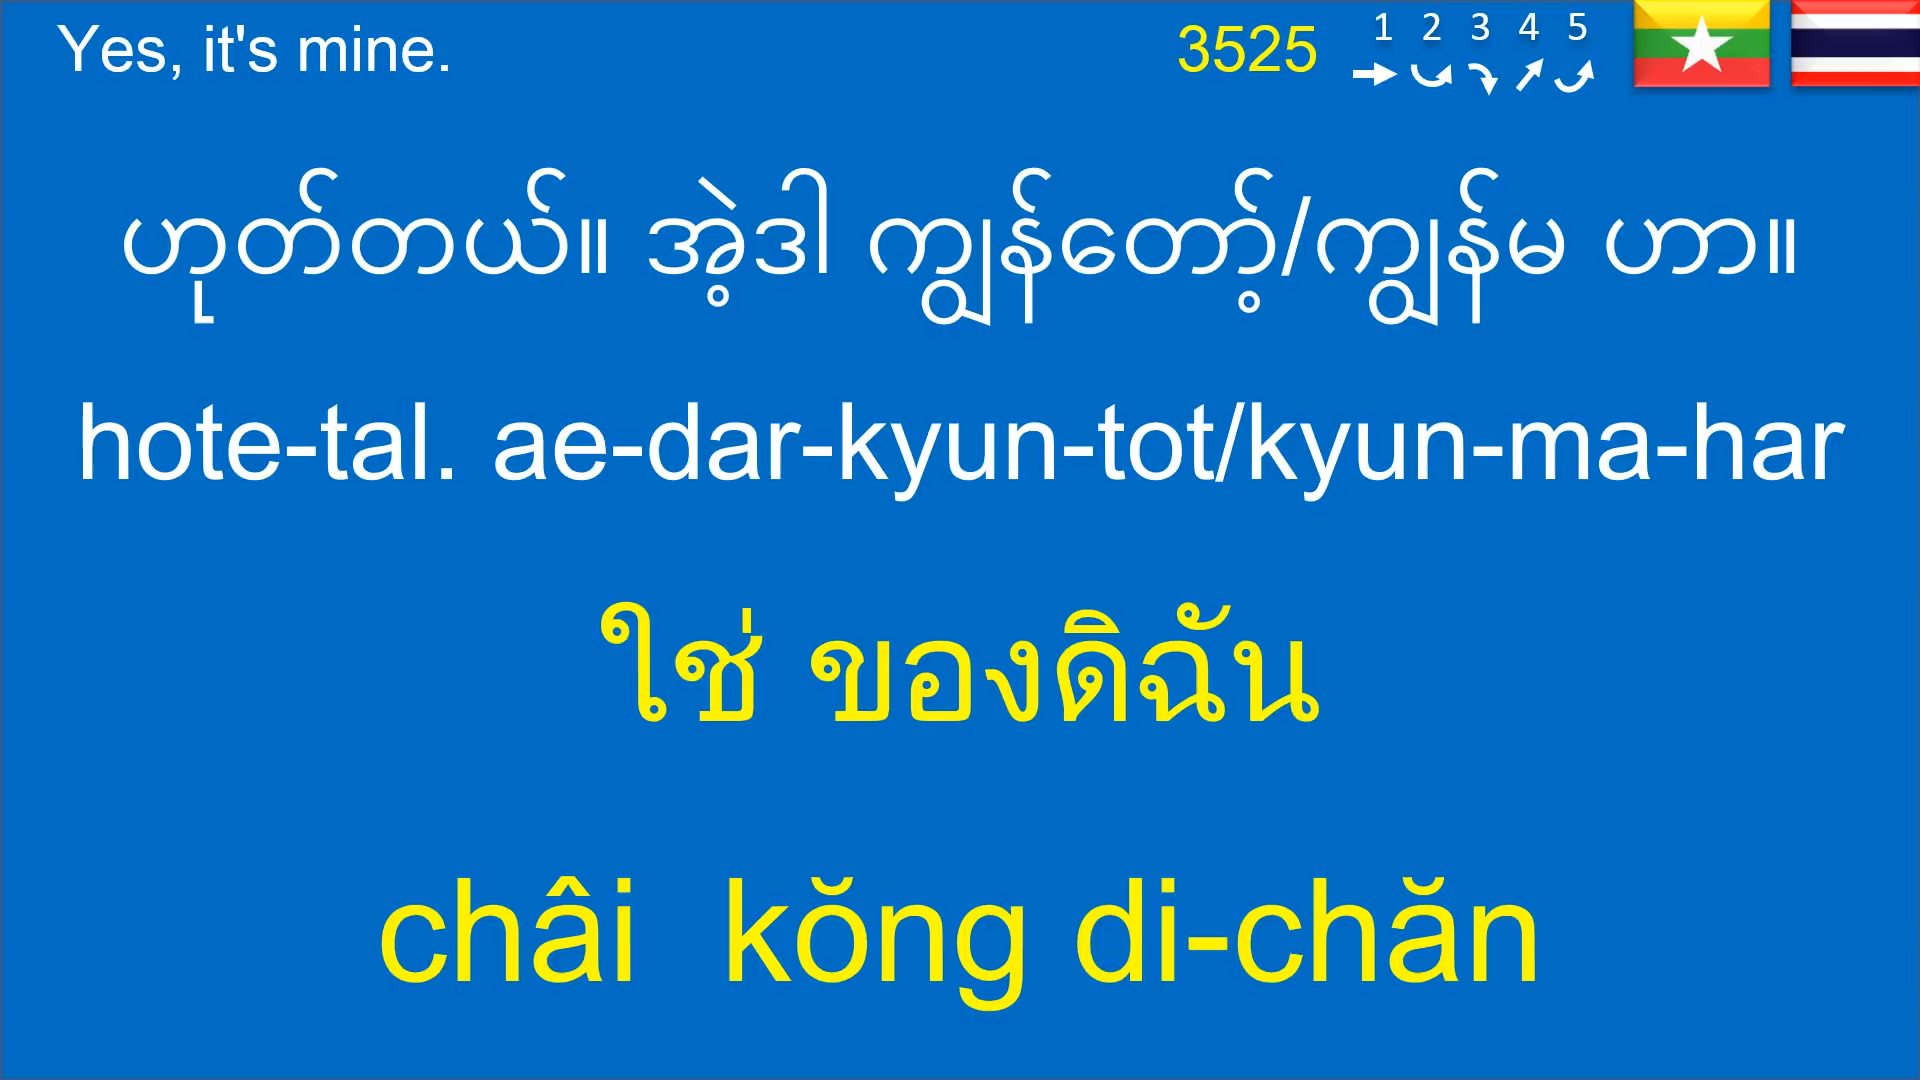 Yes, it's mine.
3525
1 2 3 4 5
ဟုတ်တယ်။ အဲ့ဒါ ကျွန်တော့်/ကျွန်မ ဟာ။
hote-tal. ae-dar-kyun-tot/kyun-ma-har
ใช่ ของดิฉัน
châi kŏng di-chăn